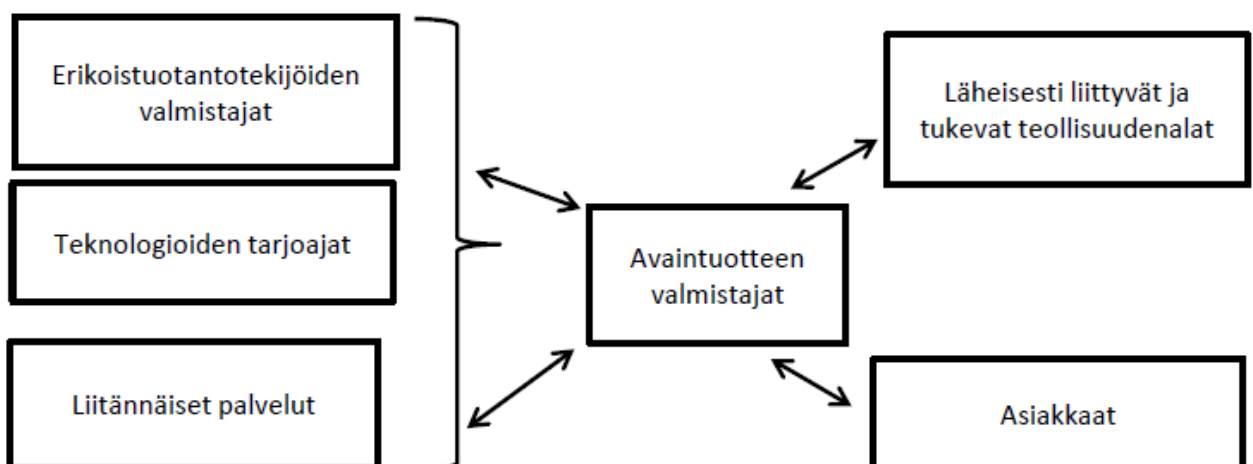 Erikoistuotantotekijöiden
valmistajat
Teknologioiden tarjoajat
Liitännäiset palvelut
Avaintuotteen
valmistajat
Läheisesti liittyvät ja
tukevat teollisuudenalat
Asiakkaat